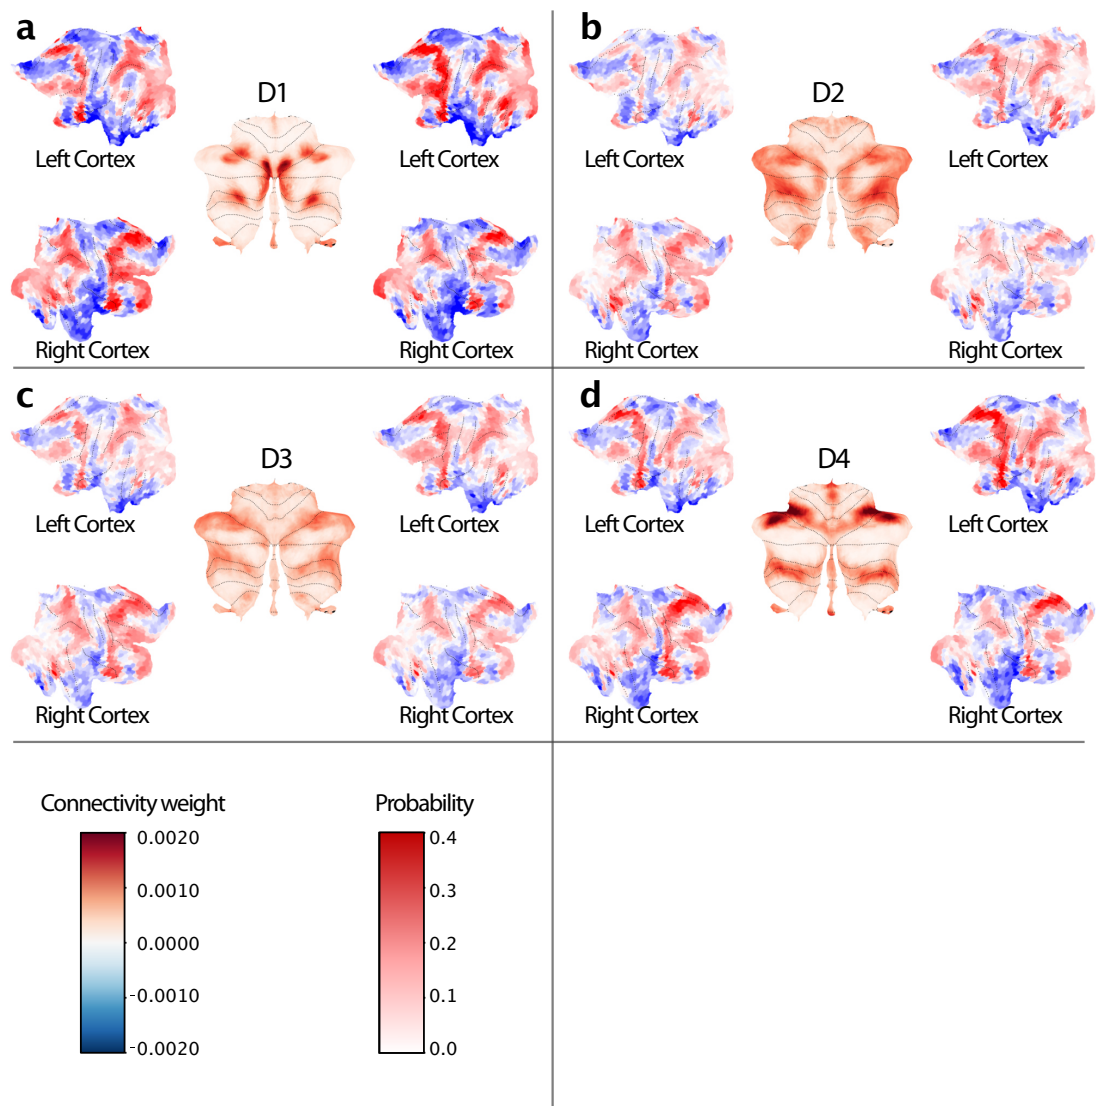 a
b
D1
D2
Left Cortex
Left Cortex
Left Cortex
Left Cortex
Right Cortex
Right Cortex
Right Cortex
Right Cortex
c
d
D3
D4
Left Cortex
Left Cortex
Left Cortex
Left Cortex
Right Cortex
Right Cortex
Right Cortex
Right Cortex
Connectivity weight
0.0020
0.0010
0.0000
-0.0010
-0.0020
Probability
0.4
0.3
0.2
0.1
0.0